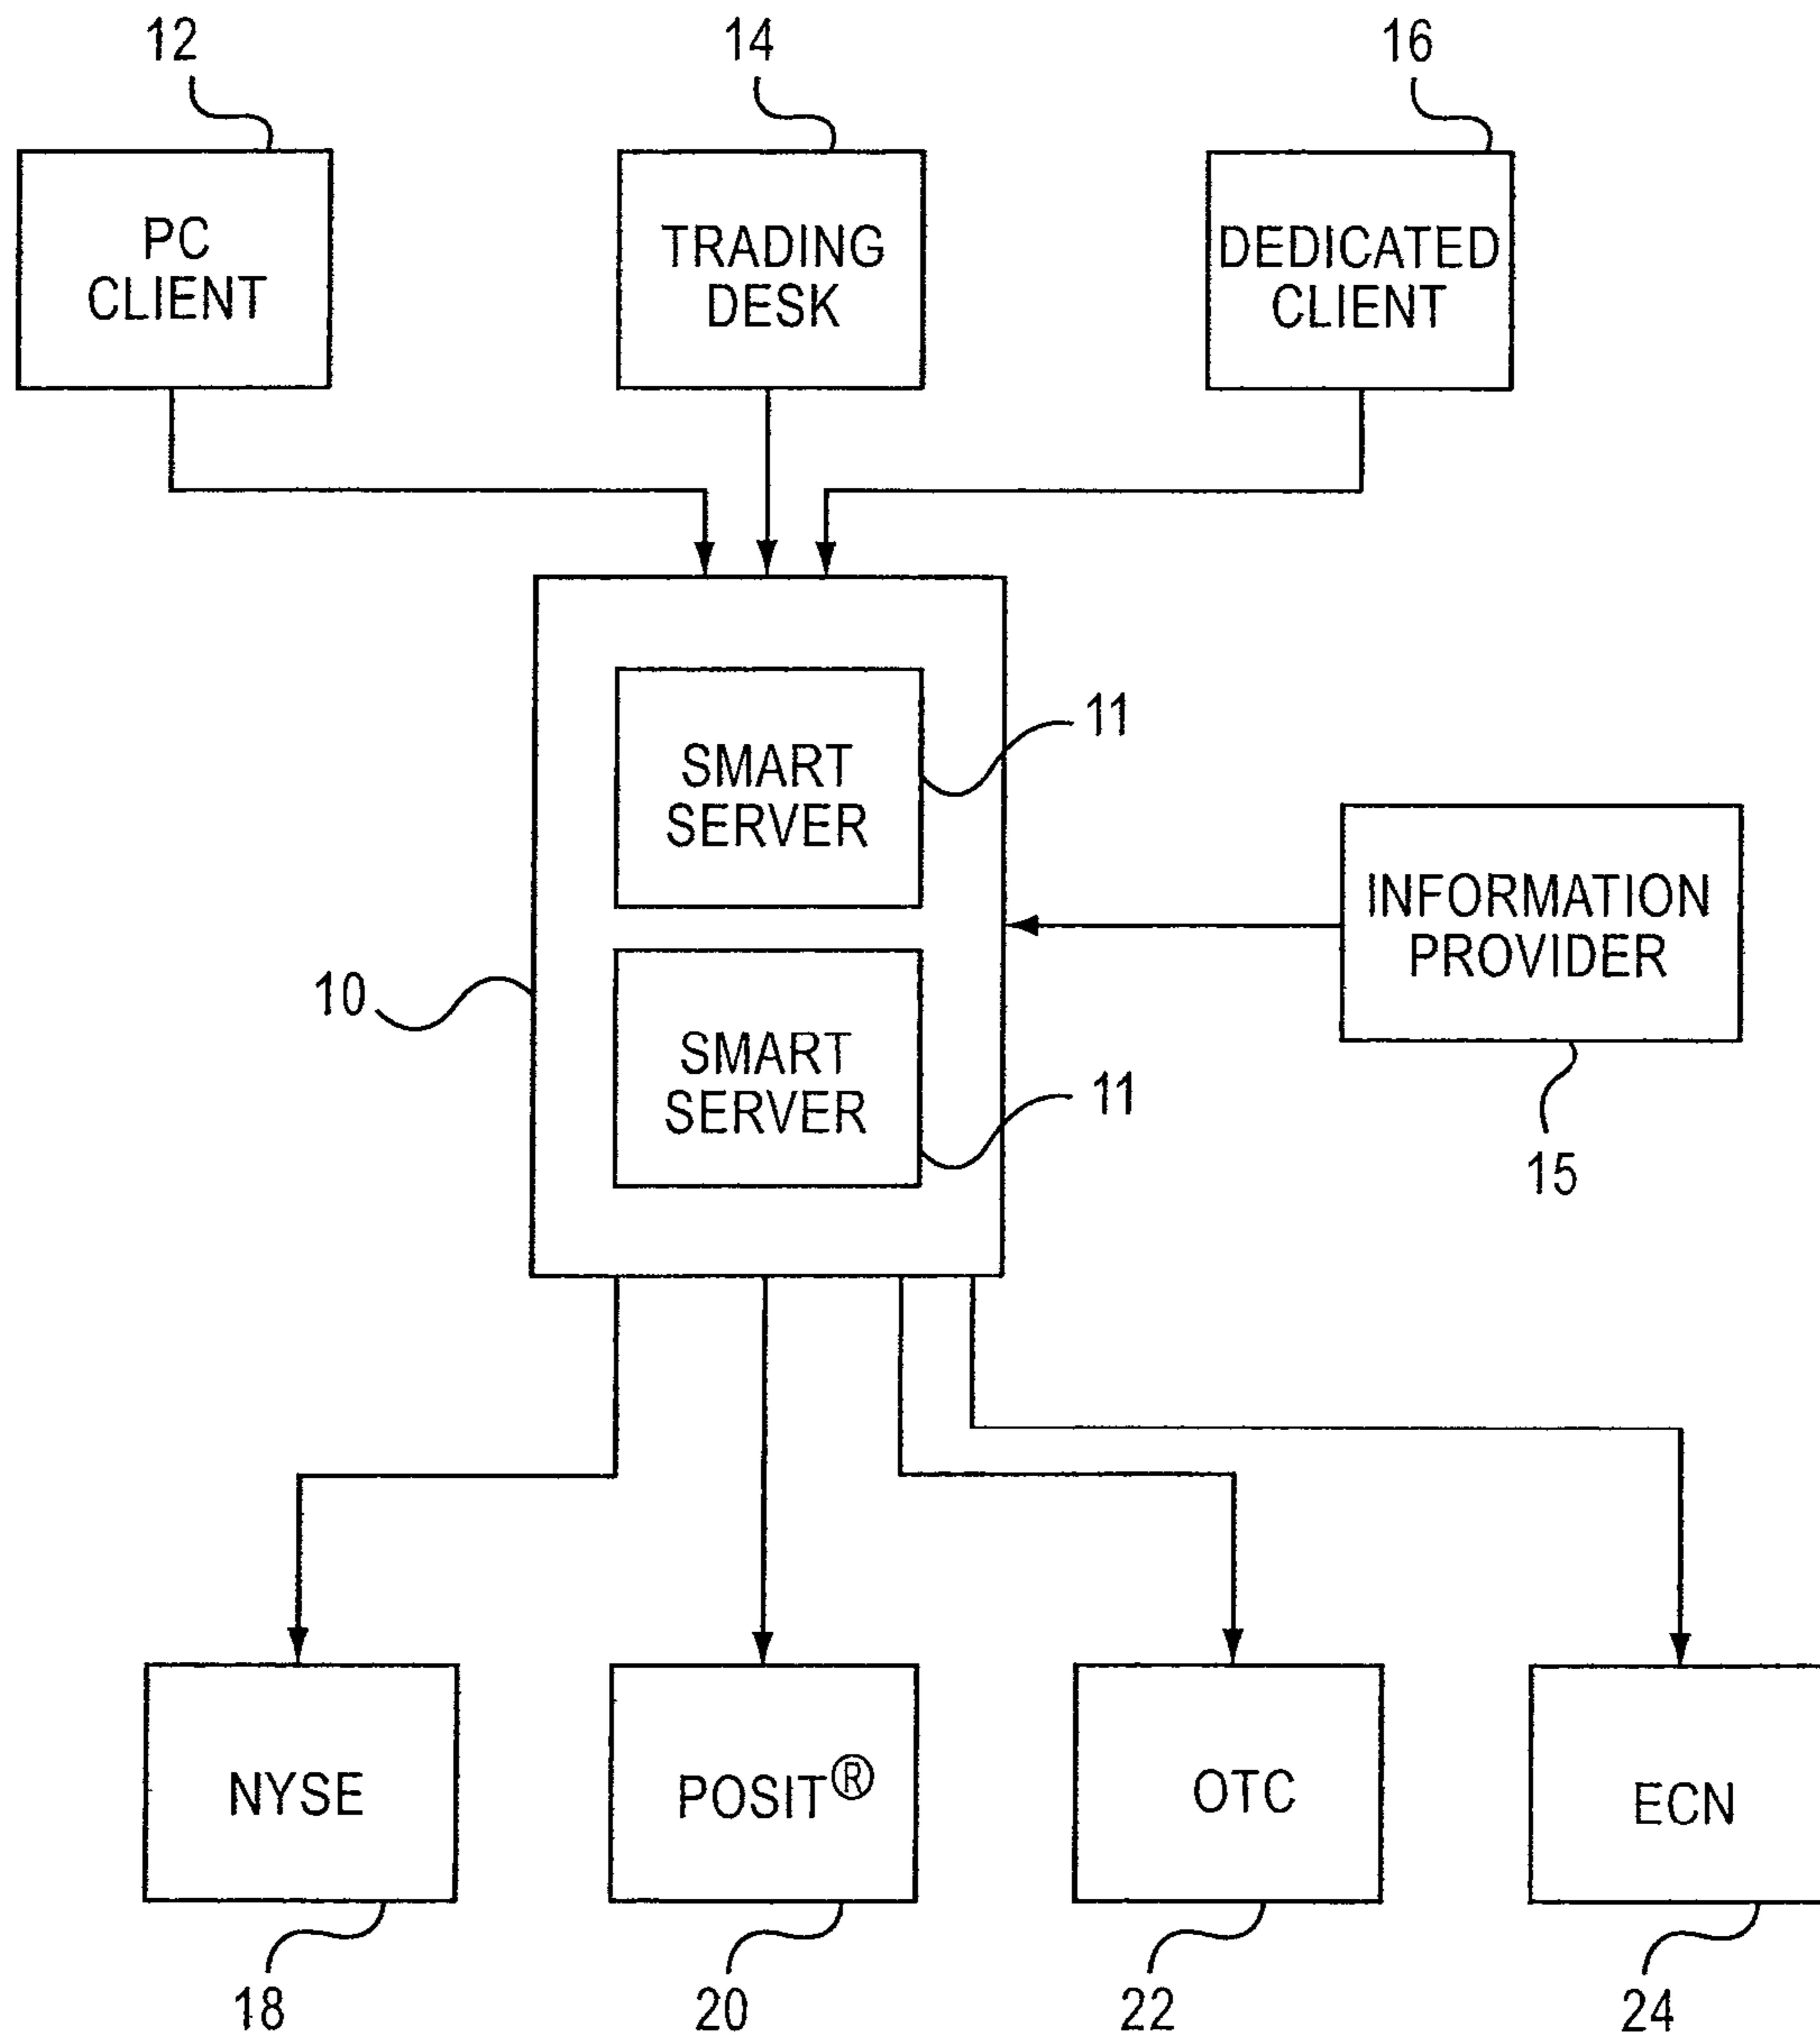 12
14
16
PC
CLIENT
TRADING
DESK
DEDICATED
CLIENT
SMART
SERVER
11
INFORMATION
PROVIDER
10
SMART
SERVER
11
15
NYSE
POSIT®
OTC
ECN
18
20
22
24